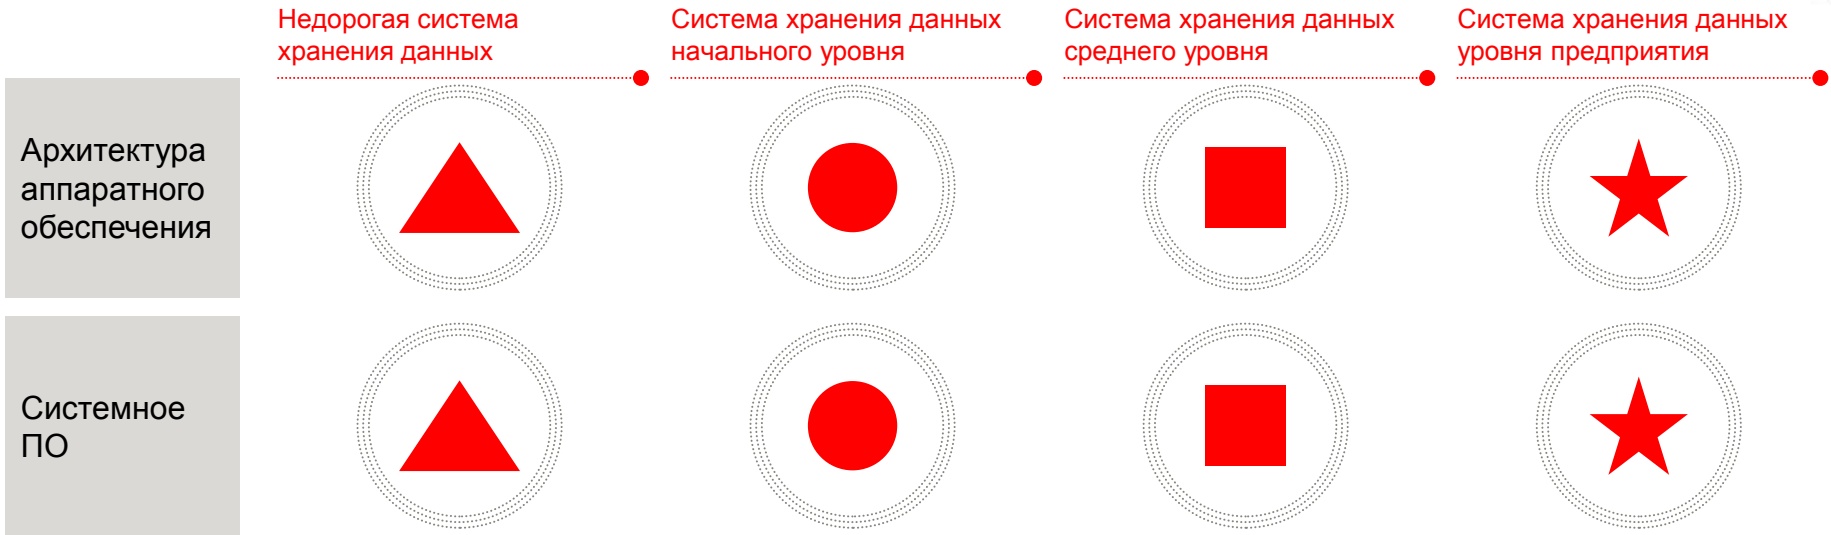 Недорогая система
хранения данных
Система хранения данных
начального уровня
Система хранения данных
среднего уровня
Система хранения данных
уровня предприятия
Архитектура
аппаратного
обеспечения
Системное
ПО